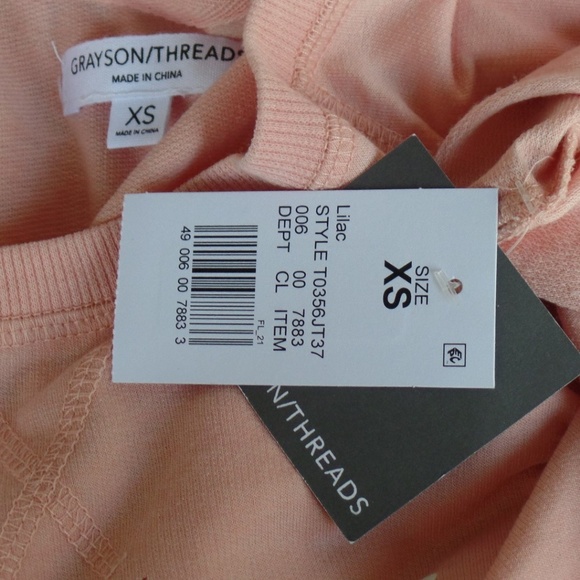 GRAYSON/THREADS
MADE IN CHINA
XS
MADE IN CHINA
Lilac
STYLE T0356JT37
006 00 7883
DEPT CL ITEM
FL_21
49 006 00 7883 3
SIZE
XS
N/THREADS